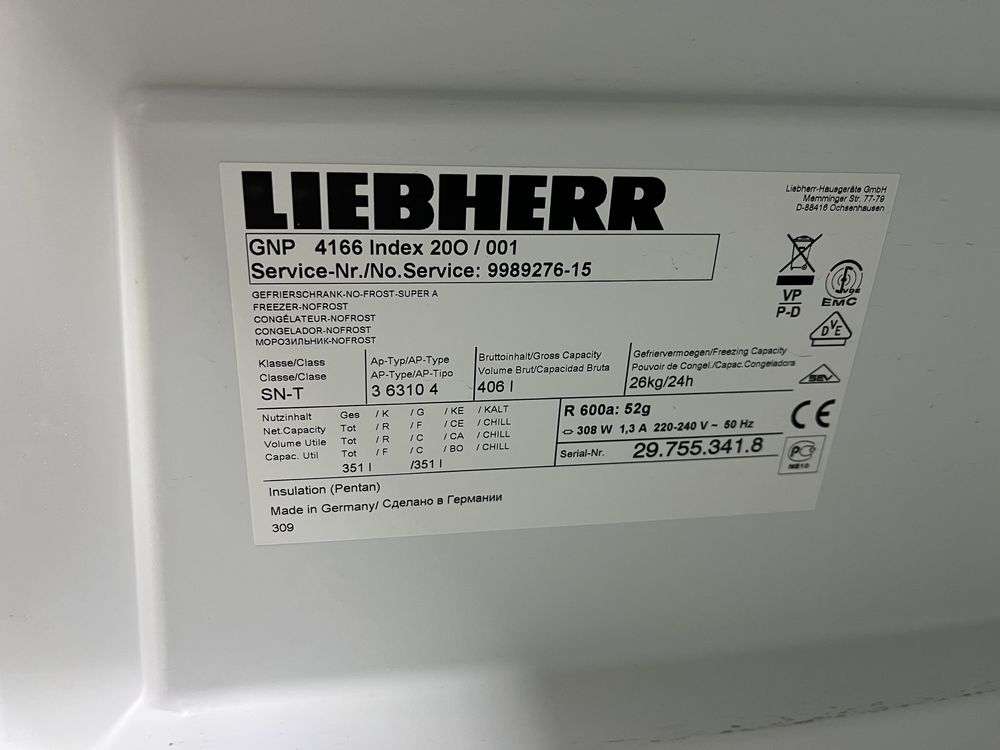 LIEBHERR
Liebherr-Hausgeräte GmbH
Memminger Str. 77-79
D-88416 Ochsenhausen
GNP 4166 Index 20O / 001
Service-Nr./No.Service: 9989276-15
GEFRIERSCHRANK-NO-FROST-SUPER A
FREEZER-NOFROST
CONGÉLATEUR-NOFROST
CONGELADOR-NOFROST
МОРОЗИЛЬНИК-NOFROST
VP
P-D
VDE
EMC
DVE
Klasse/Class
Classe/Clase
SN-T
Ap-Typ/AP-Type
AP-Type/AP-Tipo
3 6310 4
Bruttoinhalt/Gross Capacity
Volume Brut/Capacidad Bruta
406 l
Gefriervermoegen/Freezing Capacity
Pouvoir de Congel./Capac.Congeladora
26kg/24h
SEV
Nutzinhalt Ges / K / G / KE / KALT
Net.Capacity Tot / R / F / CE / CHILL
Volume Utile Tot / R / C / CA / CHILL
Capac. Util Tot / F / C / BO / CHILL
351 l /351 l
R 600a: 52g
308 W 1,3 A 220-240 V ~ 50 Hz
Serial-Nr. 29.755.341.8
CE
PC
ME10
Insulation (Pentan)
Made in Germany/ Сделано в Германии
309